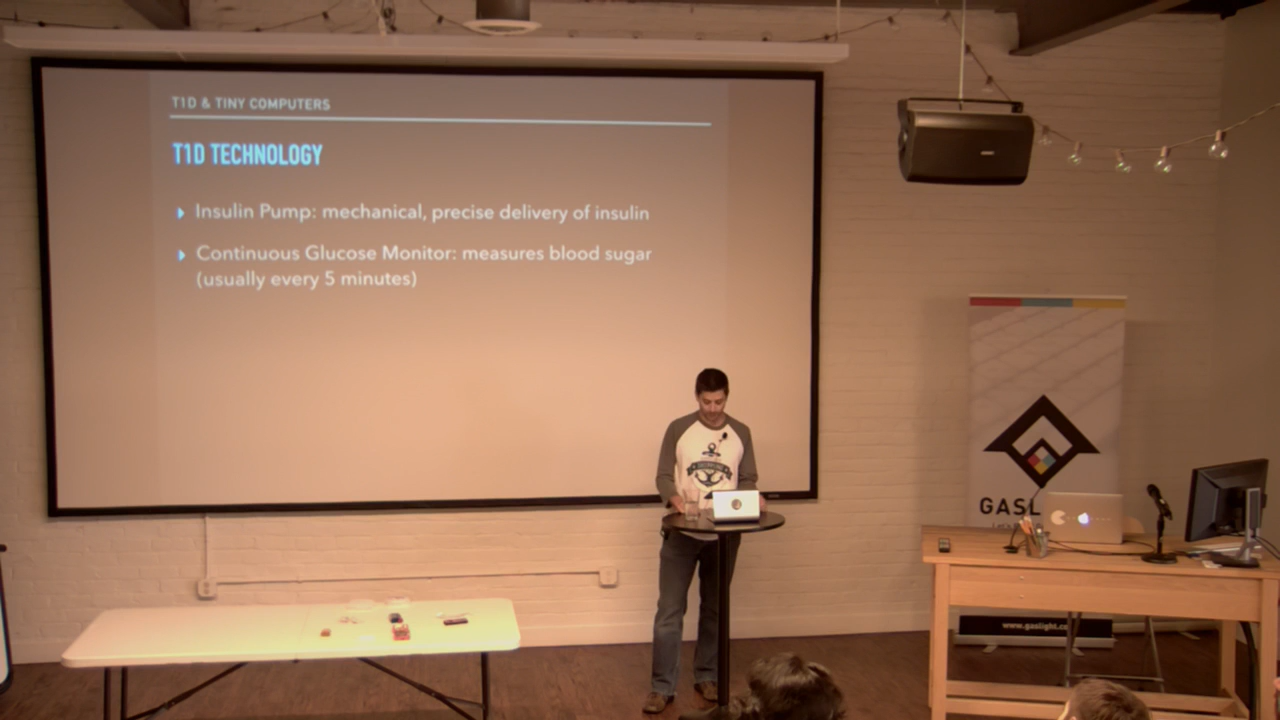 T1D & TINY COMPUTERS
T1D TECHNOLOGY
Insulin Pump: mechanical, precise delivery of insulin
Continuous Glucose Monitor: measures blood sugar
(usually every 5 minutes)
GASL
www.gaslight.co